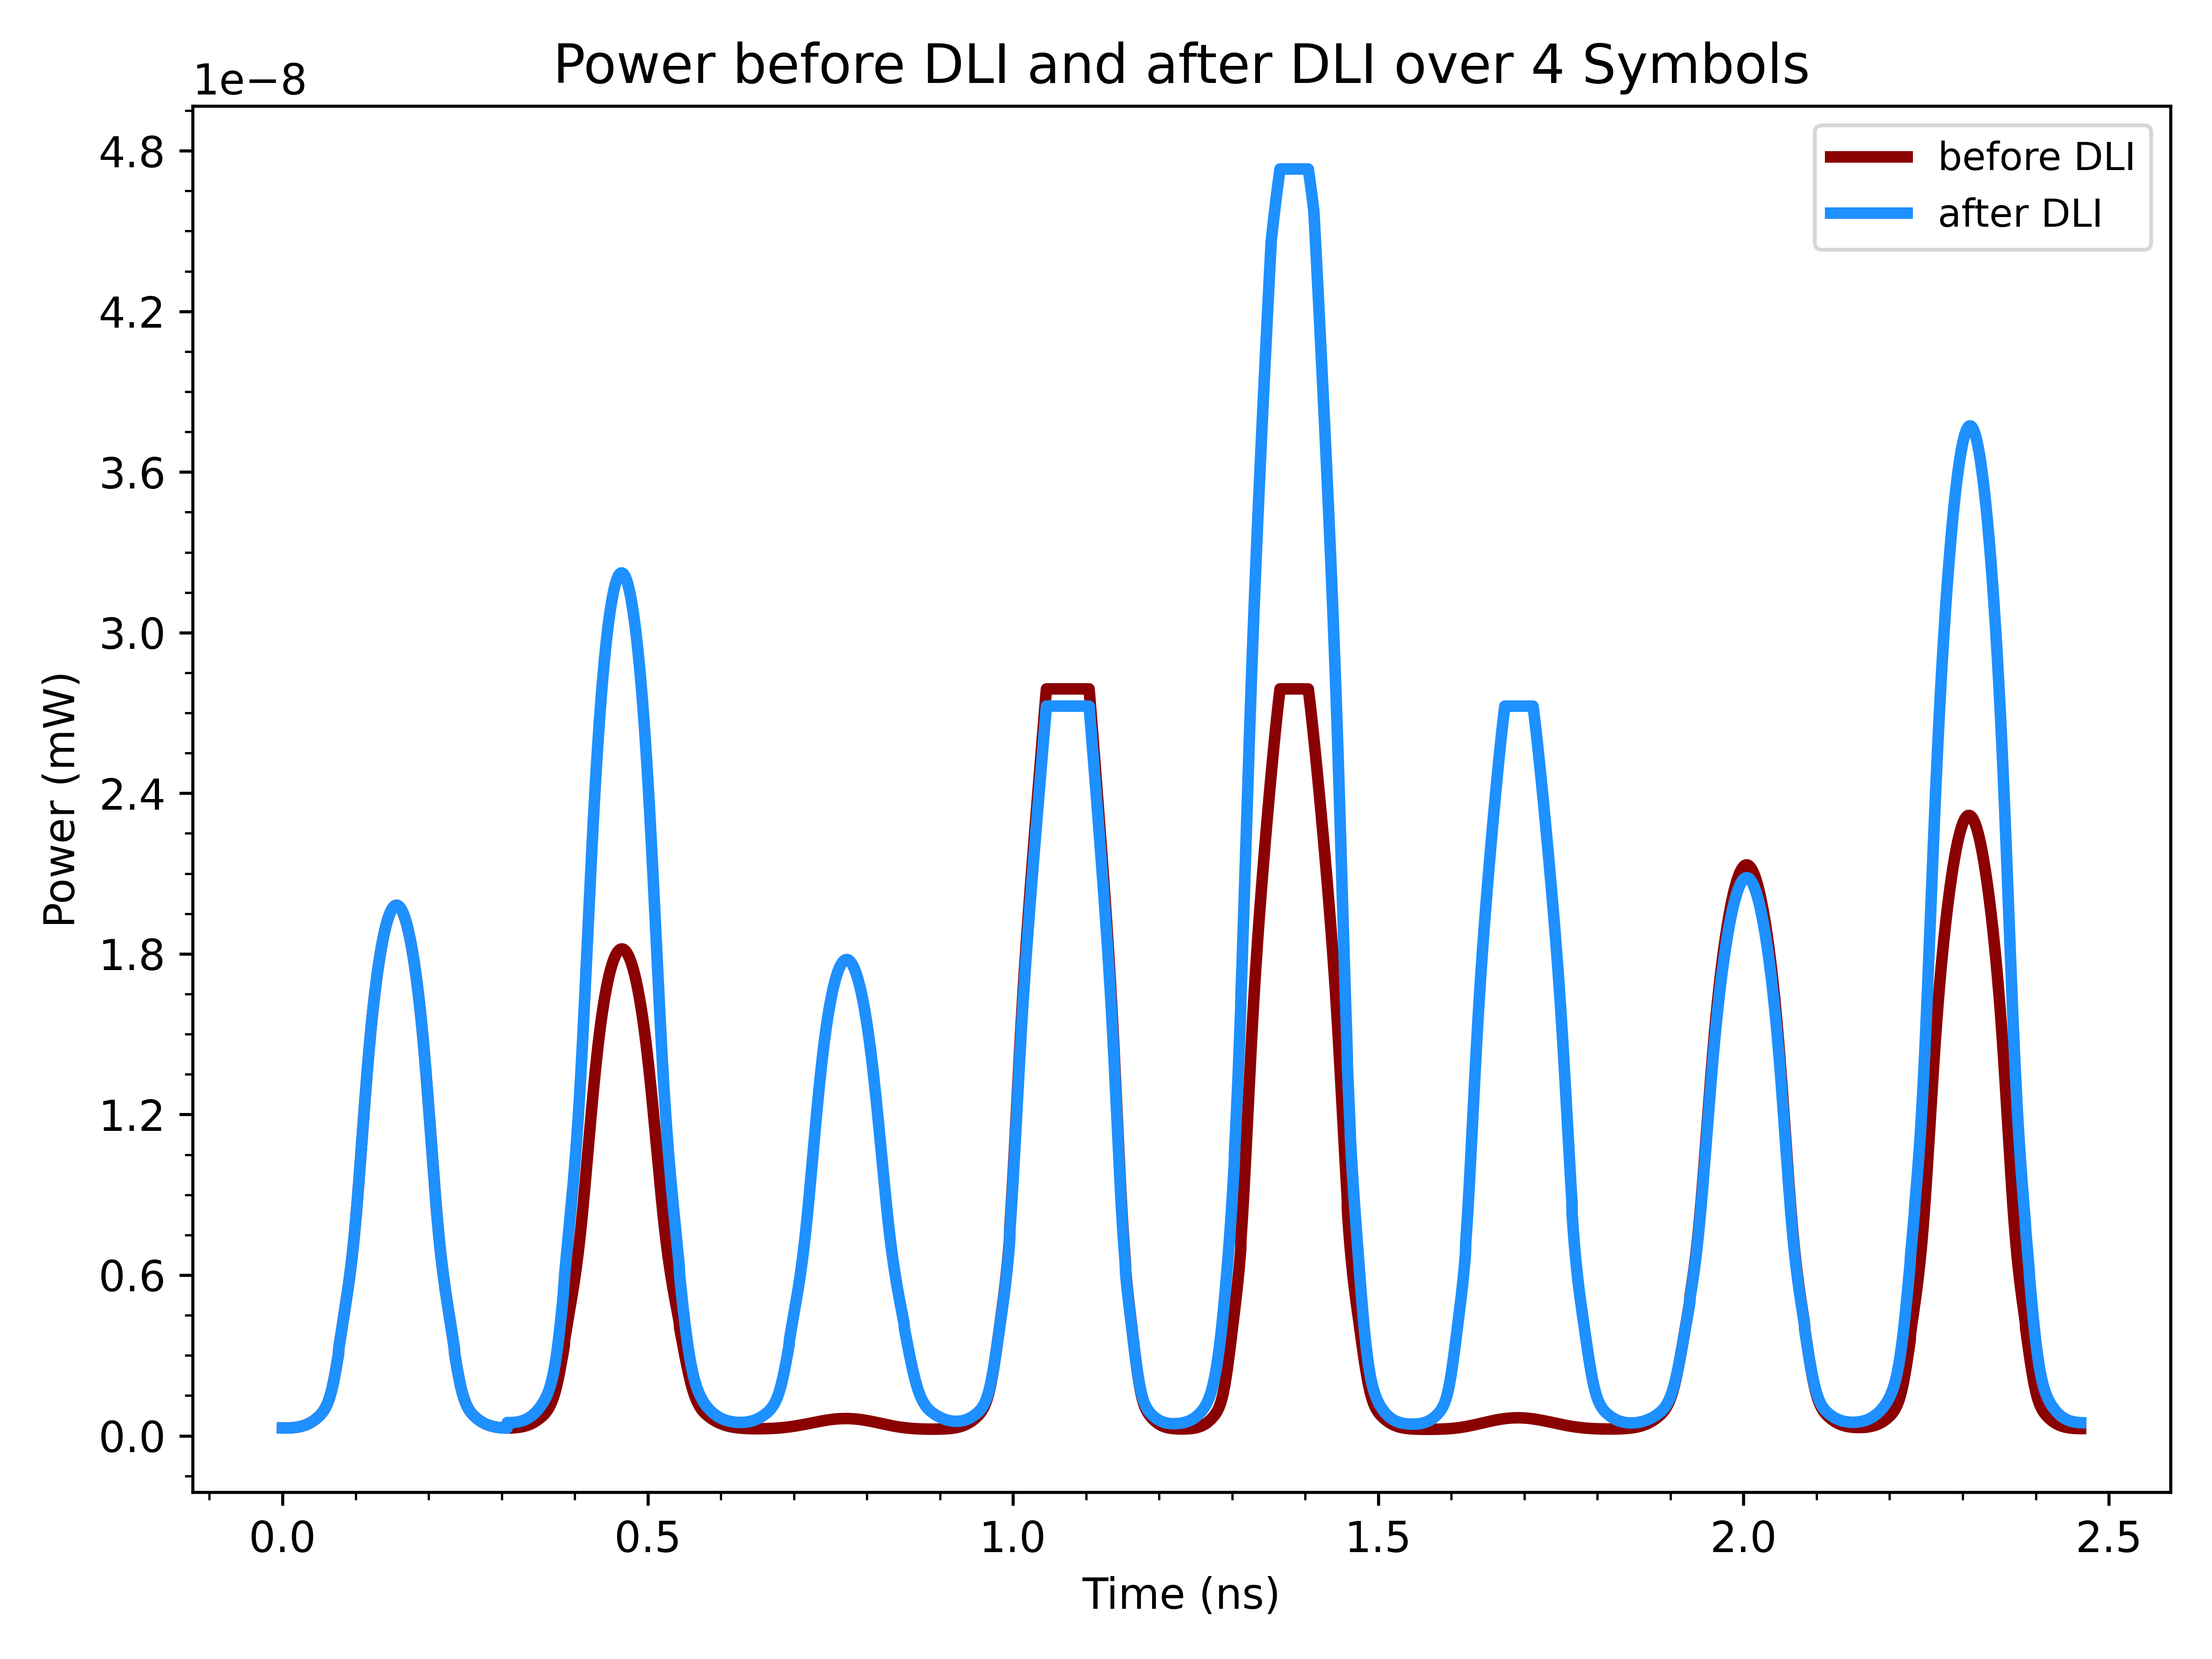 Power before DLI and after DLI over 4 Symbols
1e−8
before DLI
after DLI
4.8
4.2
3.6
3.0
2.4
1.8
1.2
0.6
0.0
Power (mW)
0.0 0.5 1.0 1.5 2.0 2.5
Time (ns)